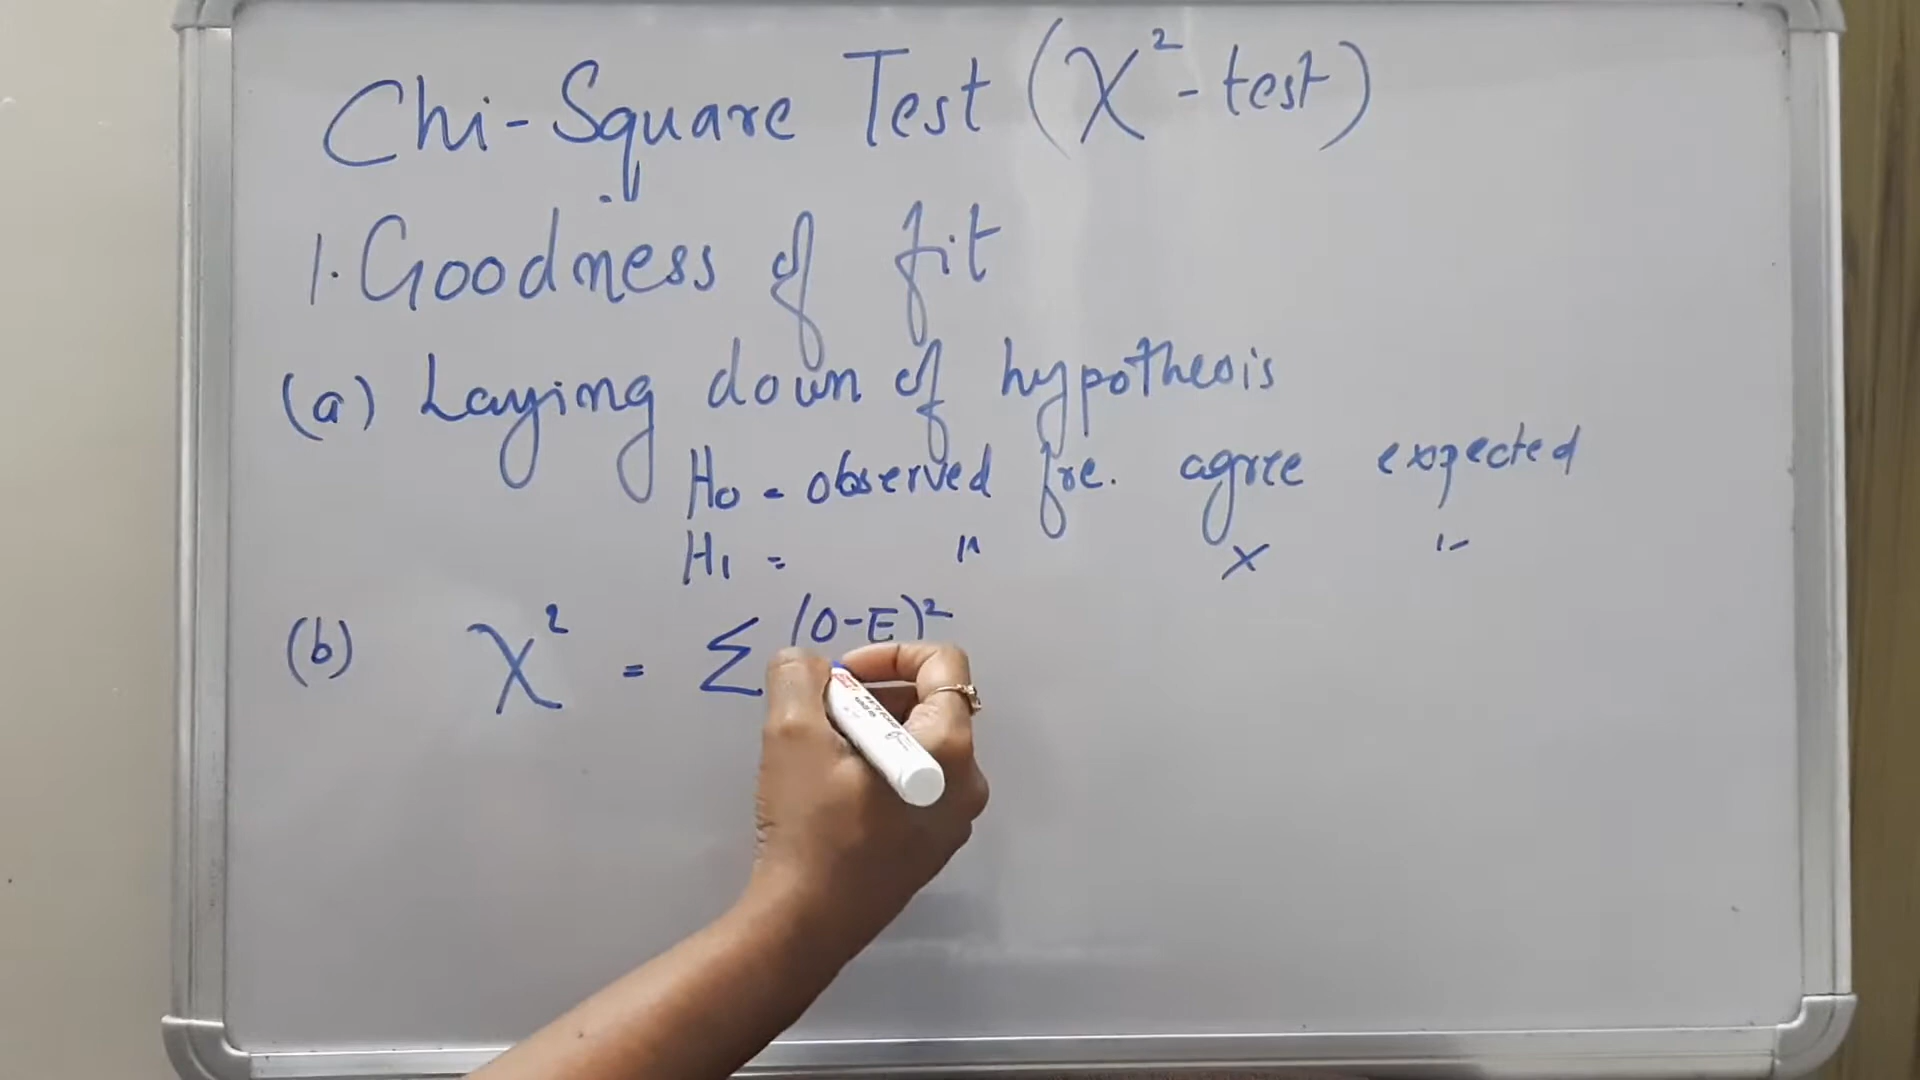 Chi-Square Test (χ²-test)
1. Goodness of fit
(a) Laying down of hypothesis
H₀ = observed fre. agree expected
H₁ = " × "
(b) χ² = Σ (O-E)²